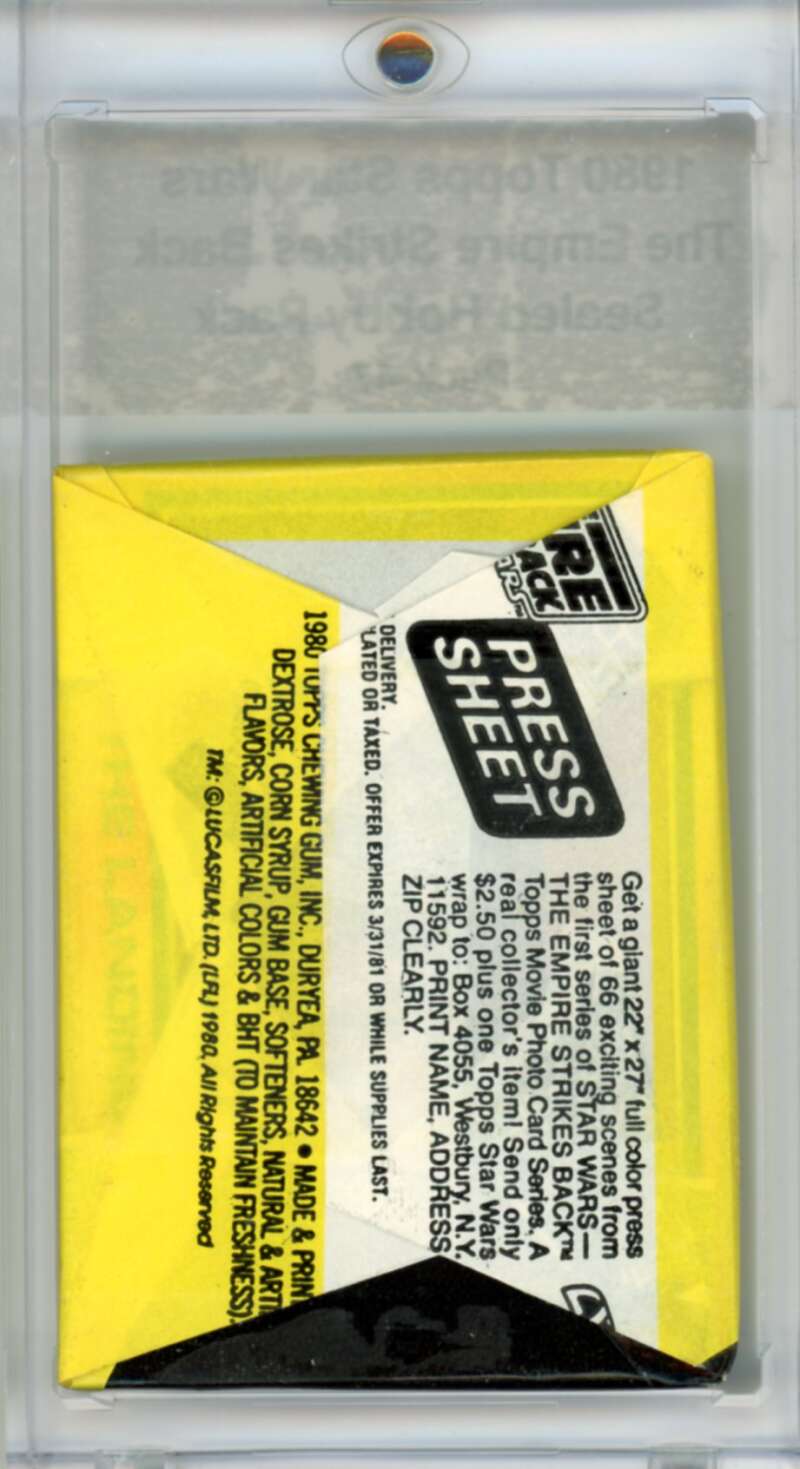 1980 Topps Star Wars
The Empire Strikes Back
Sealed Hobby Pack
RE
ACK
ARS™
PRESS
SHEET
Get a giant 22" x 27" full color press
sheet of 66 exciting scenes from
the first series of STAR WARS—
THE EMPIRE STRIKES BACK™
Topps Movie Photo Card Series. A
real collector's item! Send only
$2.50 plus one Topps Star Wars
wrap to: Box 4055, Westbury, N.Y.
11592. PRINT NAME, ADDRESS
ZIP CLEARLY.
DELIVERY.
LATED OR TAXED. OFFER EXPIRES 3/31/81 OR WHILE SUPPLIES LAST.
1980 TOPPS CHEWING GUM, INC., DURYEA, PA. 18642 • MADE & PRIN
DEXTROSE, CORN SYRUP, GUM BASE, SOFTENERS, NATURAL & ARTI
FLAVORS, ARTIFICIAL COLORS & BHT (TO MAINTAIN FRESHNESS).
TM: © LUCASFILM, LTD. (LFL) 1980, All Rights Reserved